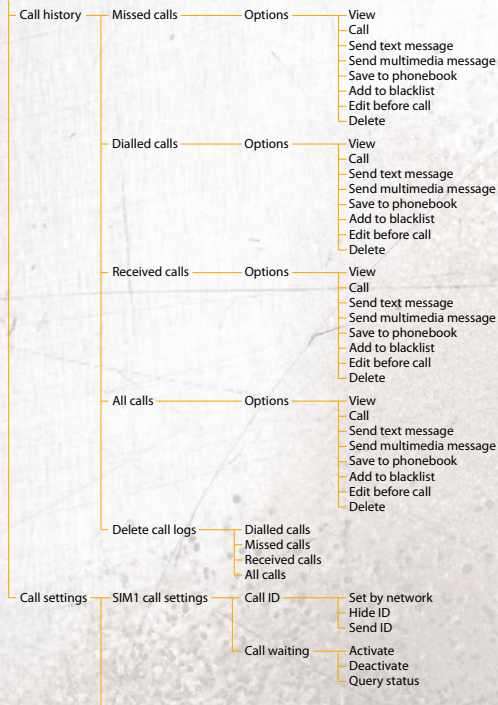 Call history Missed calls Options View
Call
Send text message
Send multimedia message
Save to phonebook
Add to blacklist
Edit before call
Delete
Dialled calls Options View
Call
Send text message
Send multimedia message
Save to phonebook
Add to blacklist
Edit before call
Delete
Received calls Options View
Call
Send text message
Send multimedia message
Save to phonebook
Add to blacklist
Edit before call
Delete
All calls Options View
Call
Send text message
Send multimedia message
Save to phonebook
Add to blacklist
Edit before call
Delete
Delete call logs Dialled calls
Missed calls
Received calls
All calls
Call settings SIM1 call settings Call ID Set by network
Hide ID
Send ID
Call waiting Activate
Deactivate
Query status